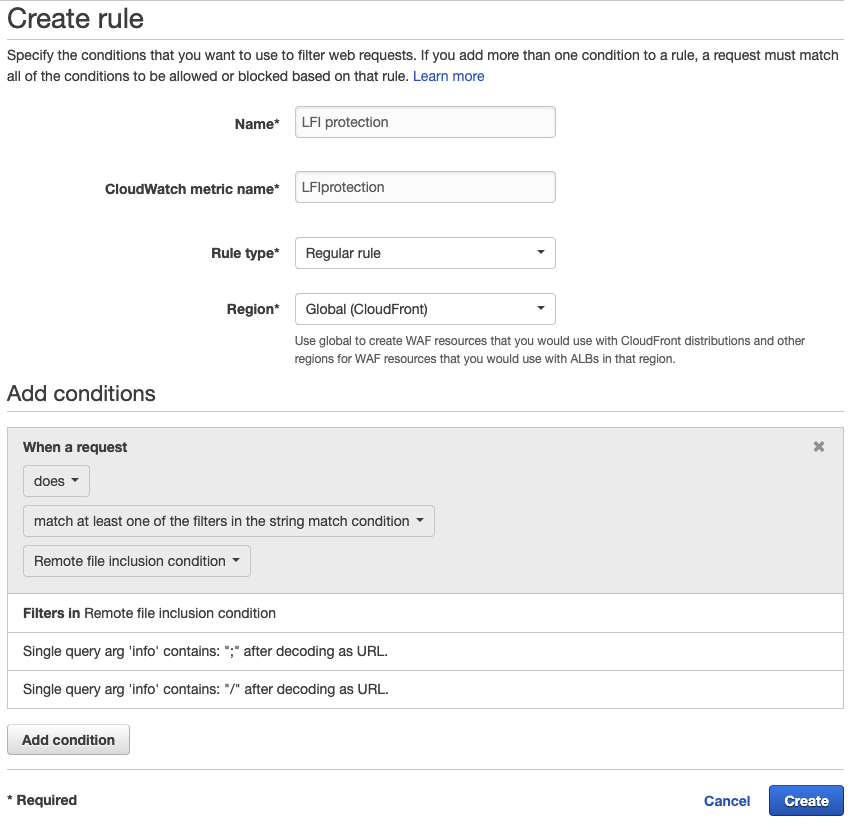 Create rule
Specify the conditions that you want to use to filter web requests. If you add more than one condition to a rule, a request must match
all of the conditions to be allowed or blocked based on that rule. Learn more
Name* LFI protection
CloudWatch metric name* LFIprotection
Rule type* Regular rule
Region* Global (CloudFront)
Use global to create WAF resources that you would use with CloudFront distributions and other
regions for WAF resources that you would use with ALBs in that region.
Add conditions
When a request
does
match at least one of the filters in the string match condition
Remote file inclusion condition
Filters in Remote file inclusion condition
Single query arg 'info' contains: ";" after decoding as URL.
Single query arg 'info' contains: "/" after decoding as URL.
Add condition
* Required Cancel Create